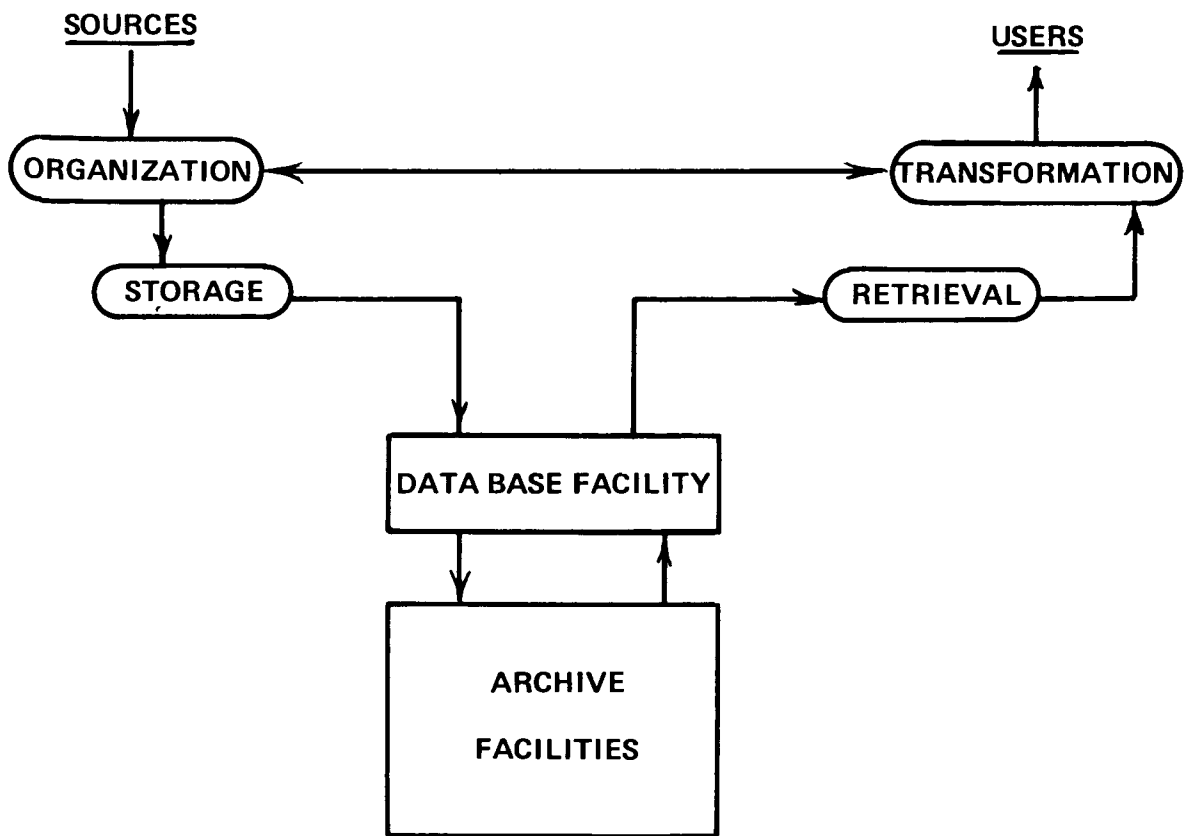 SOURCES
USERS
ORGANIZATION
TRANSFORMATION
STORAGE
RETRIEVAL
DATA BASE FACILITY
ARCHIVE
FACILITIES